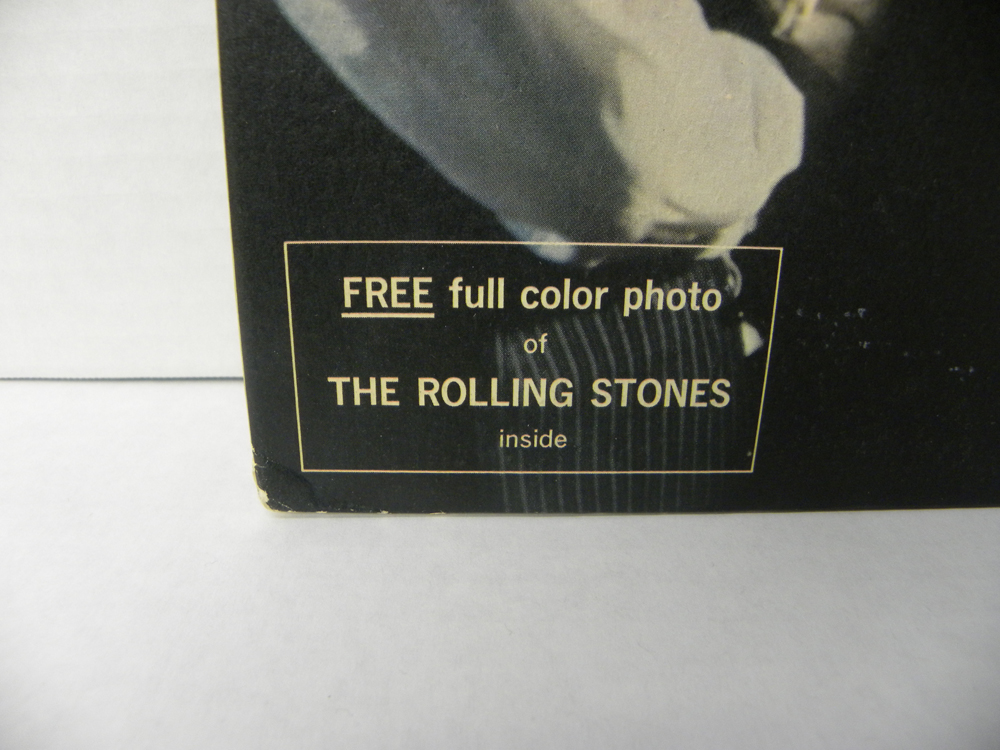 FREE full color photo
of
THE ROLLING STONES
inside